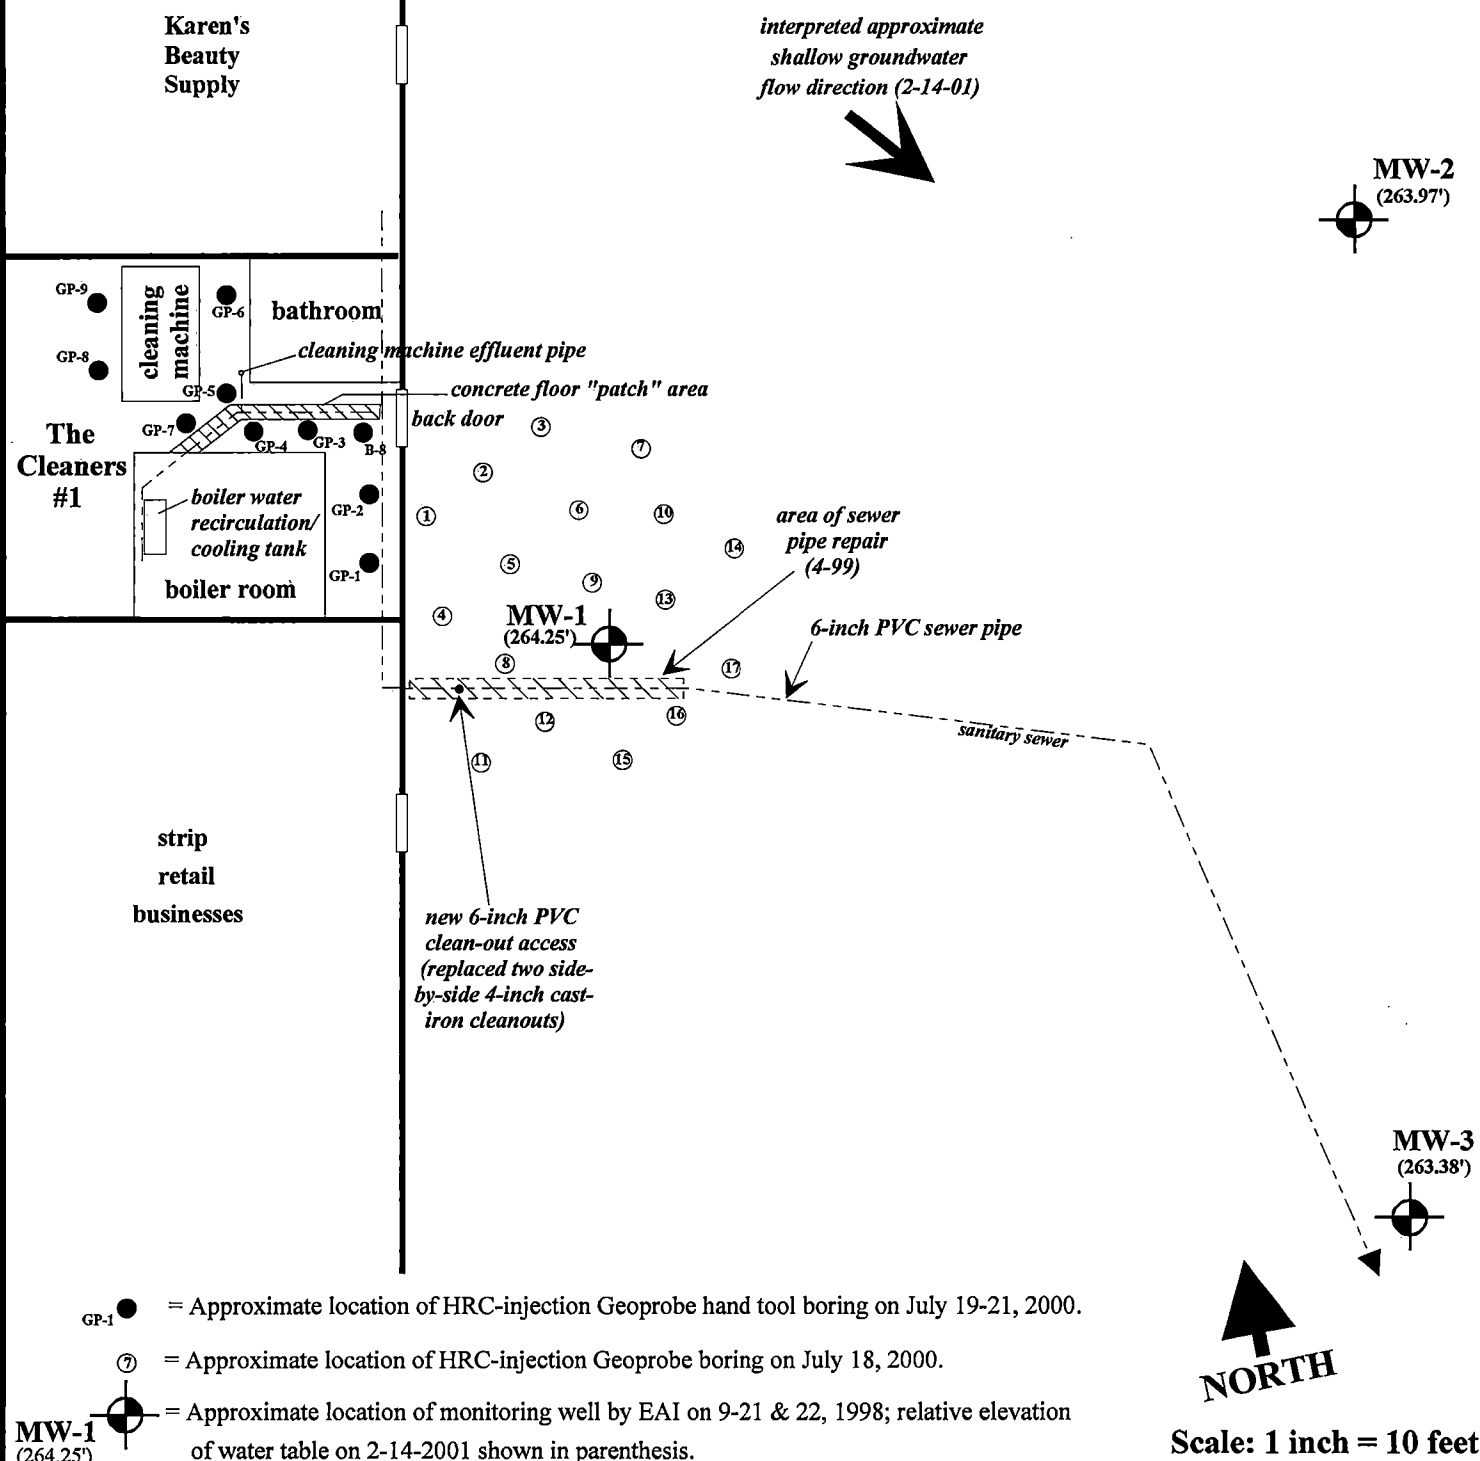 Karen's
Beauty
Supply
interpreted approximate
shallow groundwater
flow direction (2-14-01)
MW-2
(263.97')
GP-9
cleaning
machine
GP-6
bathroom
GP-8
cleaning machine effluent pipe
GP-5
concrete floor "patch" area
back door
GP-7
GP-4
GP-3
B-8
The
Cleaners
#1
3
7
2
GP-2
boiler water
recirculation/
cooling tank
1
6
10
area of sewer
pipe repair
(4-99)
14
GP-1
boiler room
5
9
13
4
MW-1
(264.25')
6-inch PVC sewer pipe
8
17
12
16
sanitary sewer
11
15
strip
retail
businesses
new 6-inch PVC
clean-out access
(replaced two side-
by-side 4-inch cast-
iron cleanouts)
MW-3
(263.38')
GP-1 = Approximate location of HRC-injection Geoprobe hand tool boring on July 19-21, 2000.
7 = Approximate location of HRC-injection Geoprobe boring on July 18, 2000.
MW-1
(264.25')
= Approximate location of monitoring well by EAI on 9-21 & 22, 1998; relative elevation
of water table on 2-14-2001 shown in parenthesis.
NORTH
Scale: 1 inch = 10 feet